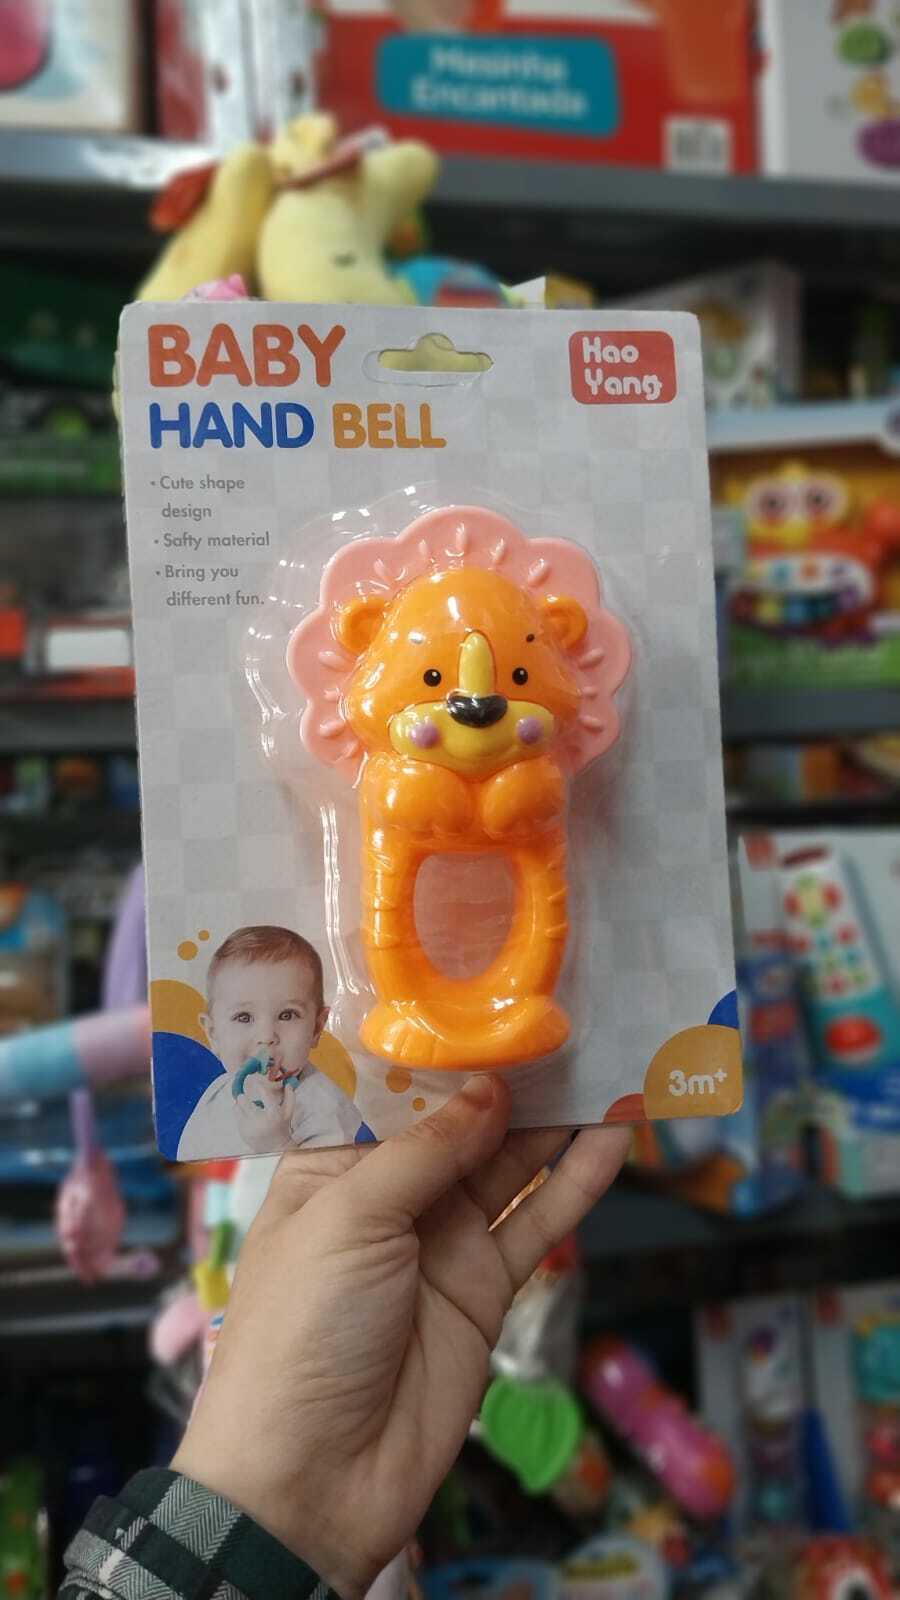 Mesinha
Encantada
BABY
HAND BELL
Hao
Yang
• Cute shape
design
• Safty material
• Bring you
different fun.
3m+